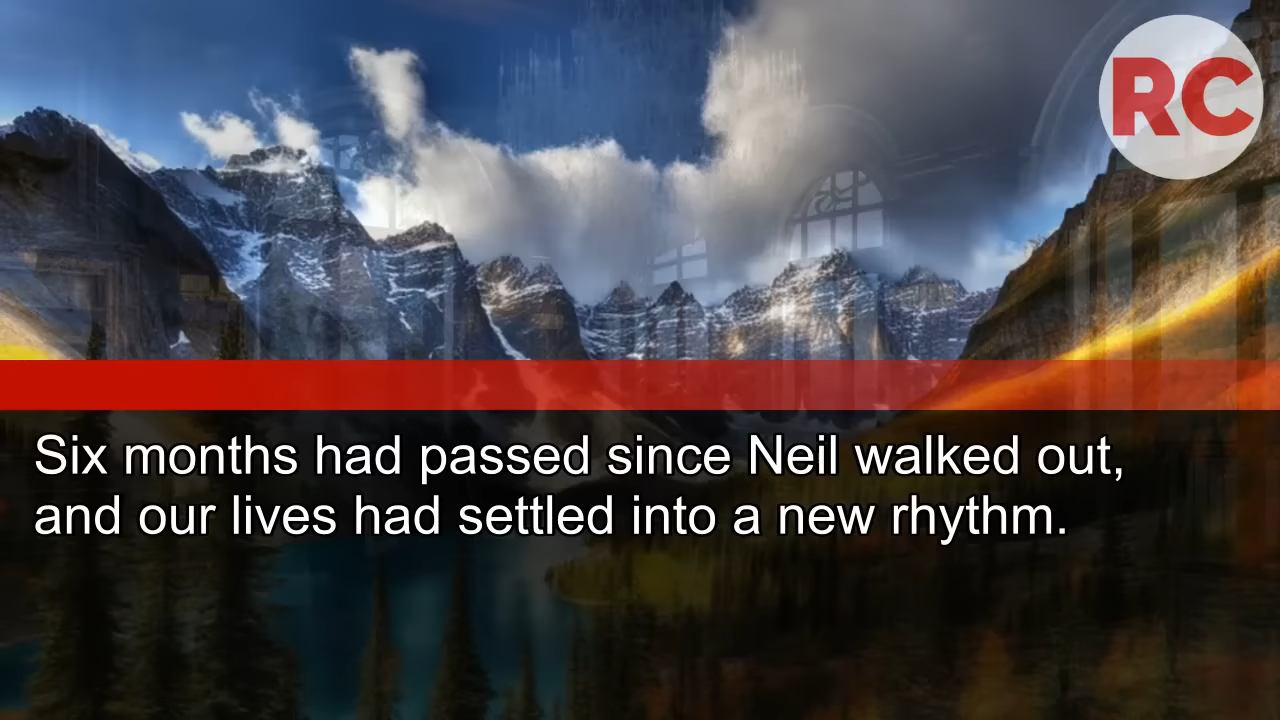 RC
Six months had passed since Neil walked out,
and our lives had settled into a new rhythm.